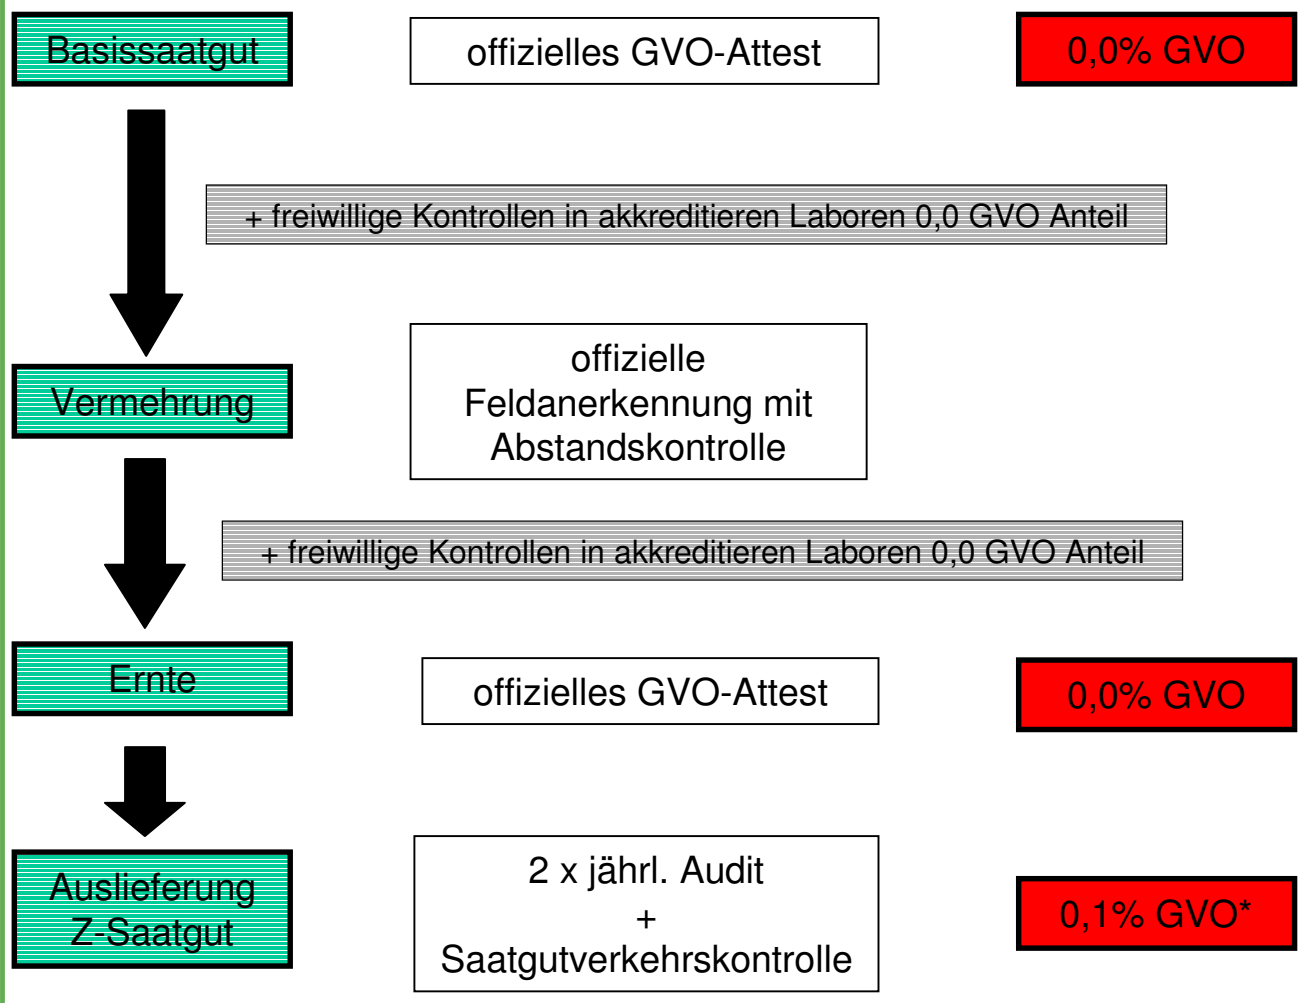 Basissaatgut
offizielles GVO-Attest
0,0% GVO
+ freiwillige Kontrollen in akkreditieren Laboren 0,0 GVO Anteil
Vermehrung
offizielle
Feldanerkennung mit
Abstandskontrolle
+ freiwillige Kontrollen in akkreditieren Laboren 0,0 GVO Anteil
Ernte
offizielles GVO-Attest
0,0% GVO
Auslieferung
Z-Saatgut
2 x jährl. Audit
+
Saatgutverkehrskontrolle
0,1% GVO*